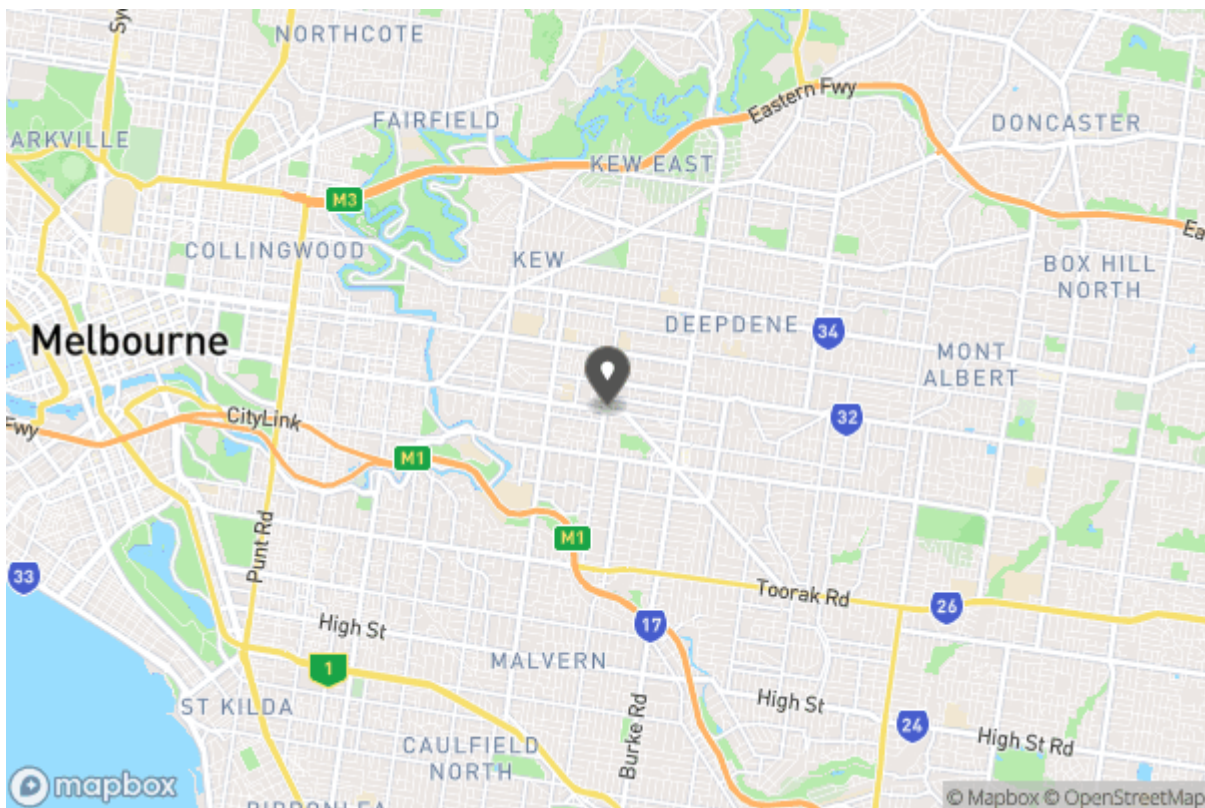 Sy
NORTHCOTE
Eastern Fwy
DONCASTER
FAIRFIELD
ARKVILLE
KEW EAST
M3
COLLINGWOOD
KEW
Ea
BOX HILL
NORTH
DEEPDENE
34
Melbourne
MONT
ALBERT
CityLink
32
Fwy
M1
Punt Rd
M1
33
Toorak Rd
26
High St
17
MALVERN
1
High St
ST KILDA
Burke Rd
24
High St Rd
CAULFIELD
NORTH
mapbox
© Mapbox © OpenStreetMap